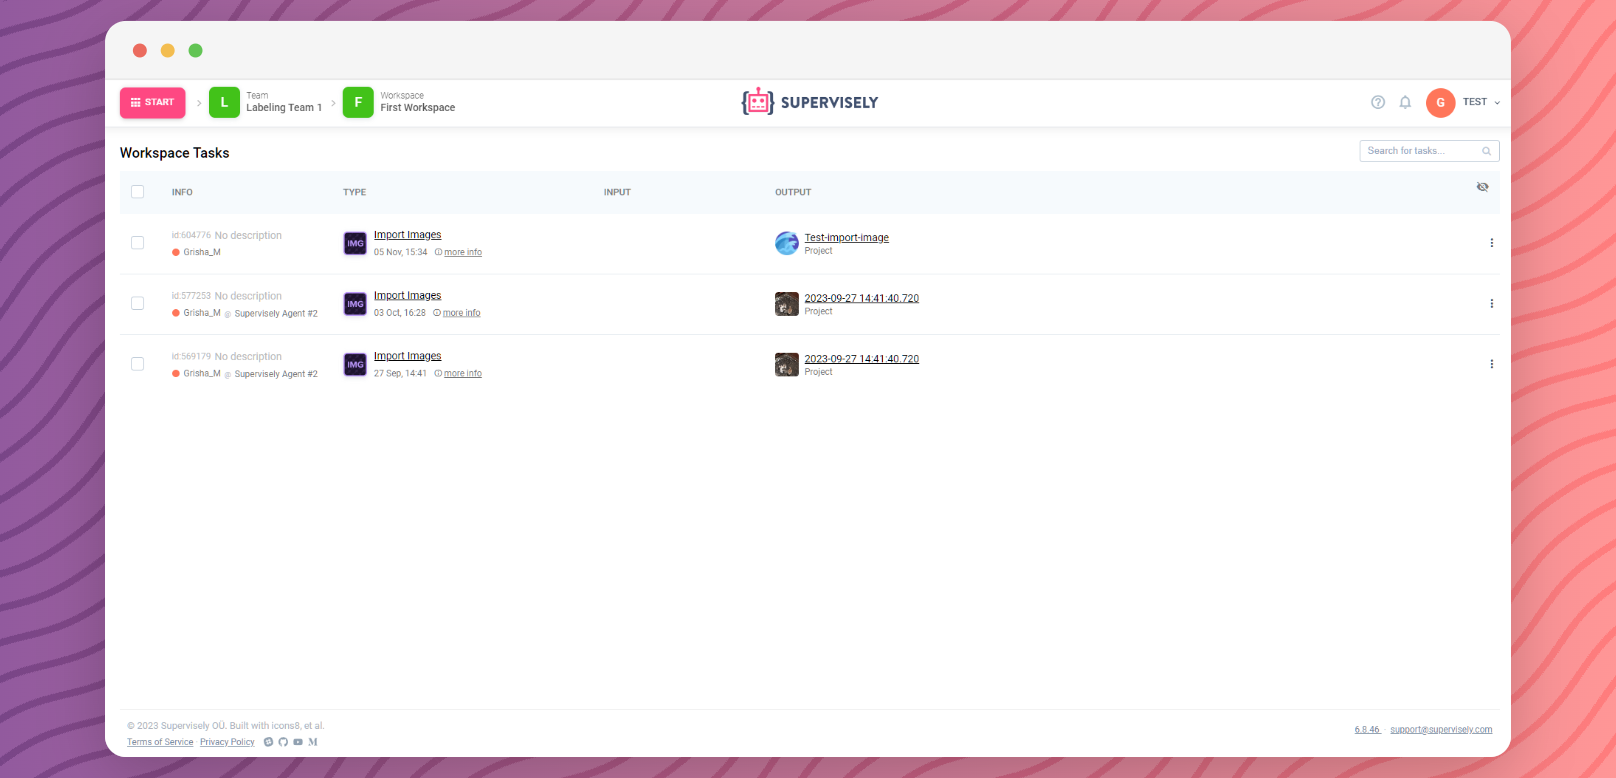 START
L
Team
Labeling Team 1
F
Workspace
First Workspace
SUPERVISELY
G
TEST
Workspace Tasks
Search for tasks...
INFO TYPE INPUT OUTPUT
id:604776 No description
Grisha_M
IMG
Import Images
05 Nov, 15:34 more info
Test-import-image
Project
id:577253 No description
Grisha_M @ Supervisely Agent #2
IMG
Import Images
03 Oct, 16:28 more info
2023-09-27 14:41:40.720
Project
id:569179 No description
Grisha_M @ Supervisely Agent #2
IMG
Import Images
27 Sep, 14:41 more info
2023-09-27 14:41:40.720
Project
© 2023 Supervisely OÜ. Built with icons8, et al.
Terms of Service · Privacy Policy
6.8.46 · support@supervisely.com